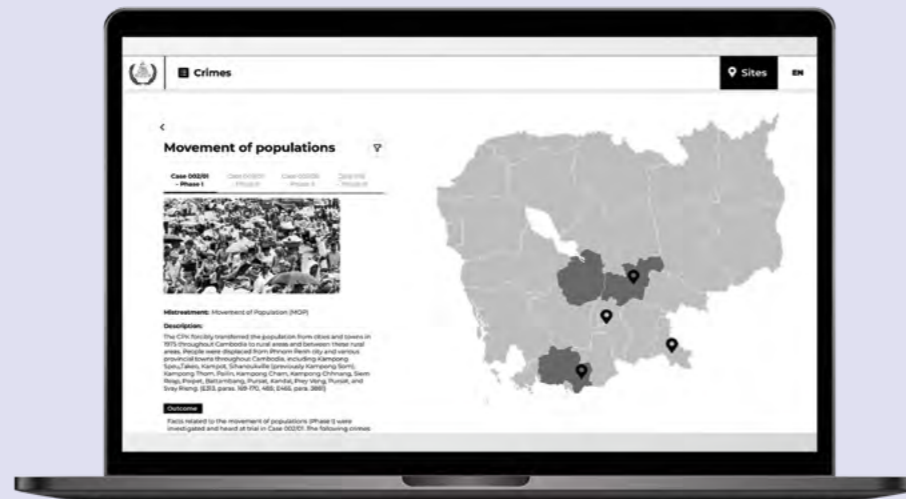 Crimes
Sites
EN
Movement of populations
Case 002/01
- Phase I
Mistreatment: Movement of Population (MOP)
Description:
The CPK forcibly transferred the population from cities and towns in
1975 throughout Cambodia to rural areas and between these rural
areas. People were displaced from Phnom Penh city and various
provincial towns throughout Cambodia, including Kampong
Speu, Takeo, Kampot, Sihanoukville (previously Kampong Som),
Kampong Thom, Pailin, Kampong Cham, Kampong Chhnang, Siem
Reap, Poipet, Battambang, Pursat, Kandal, Prey Veng, Pursat, and
Svay Rieng.
Outcome
Facts related to the movement of populations (Phase I) were
investigated and heard at trial in Case 002/01. The following crimes